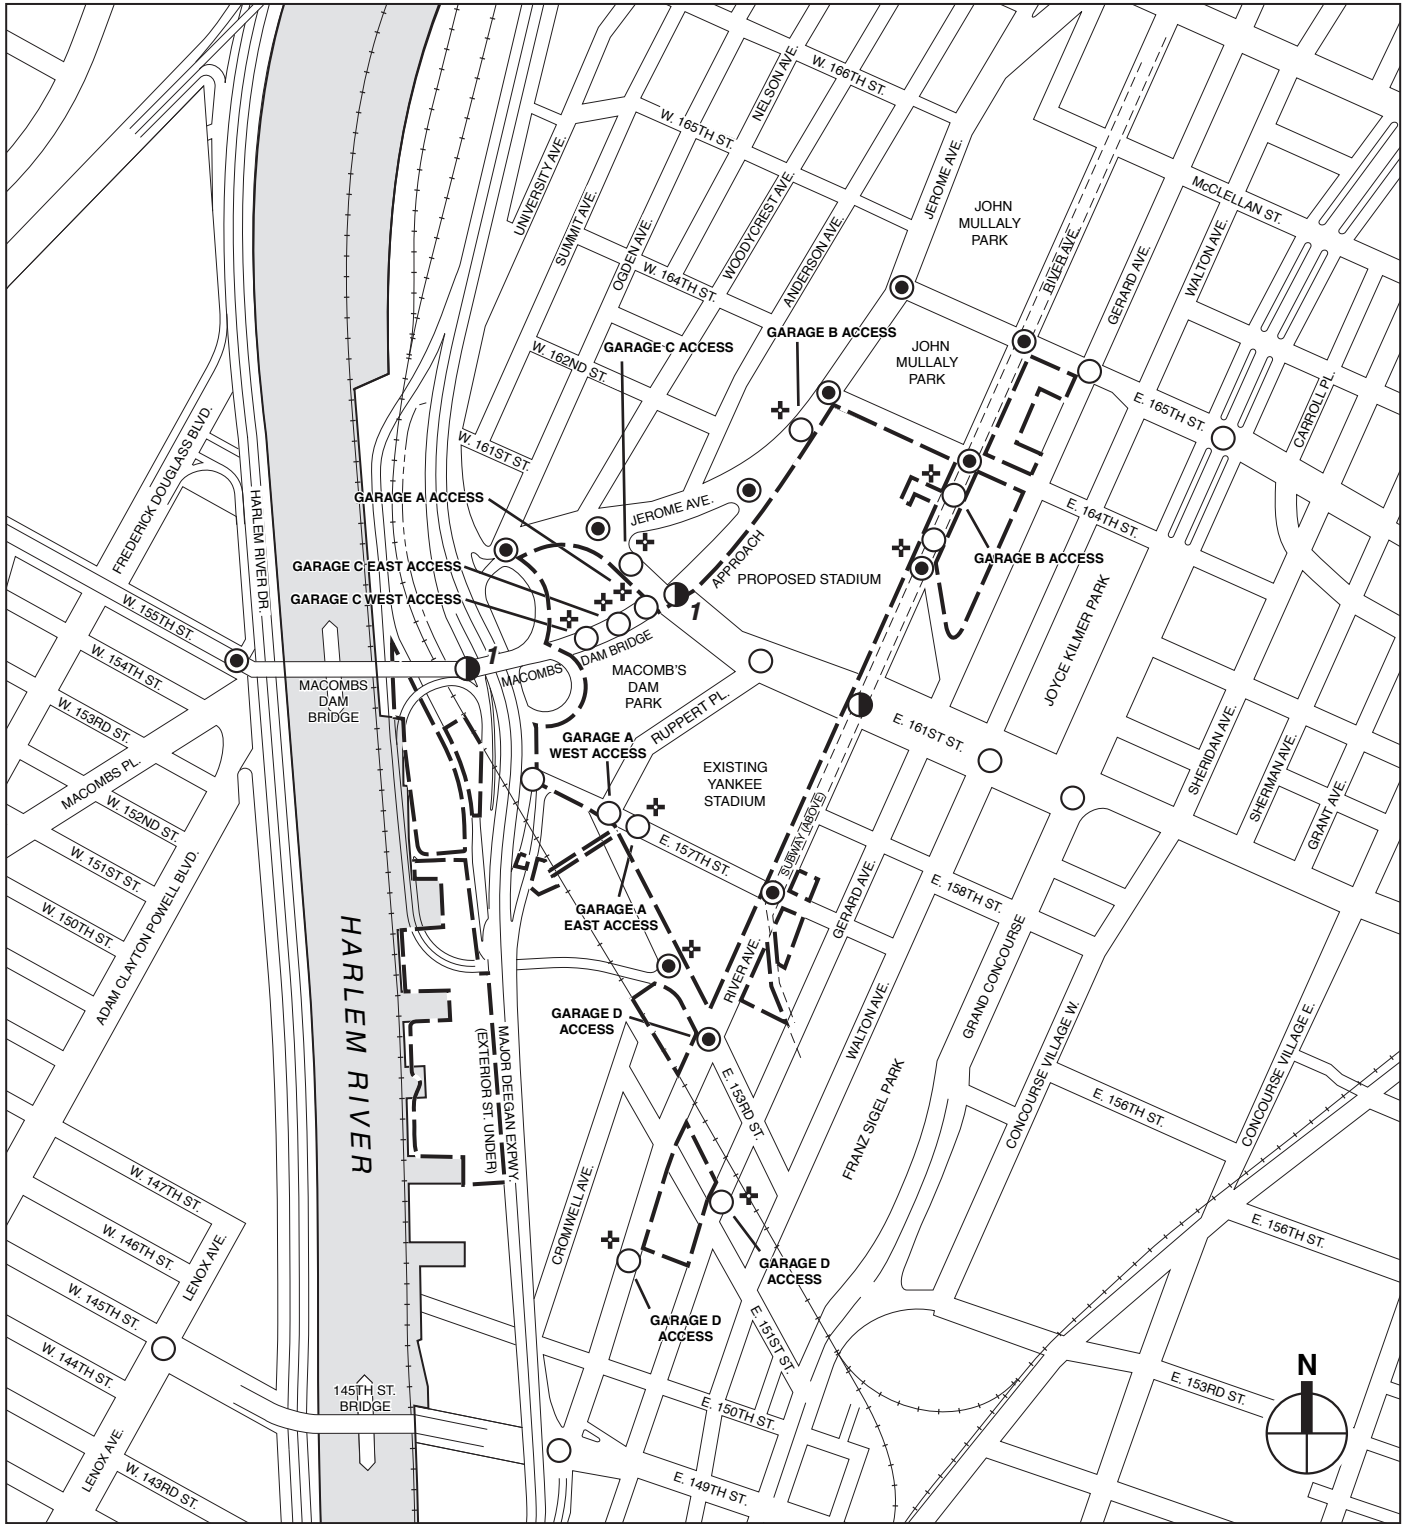 W. 166TH ST.
NELSON AVE.
W. 165TH ST.
UNIVERSITY AVE.
SUMMIT AVE.
OGDEN AVE.
WOODYCREST AVE.
ANDERSON AVE.
JEROME AVE.
JOHN
MULLALY
PARK
McCLELLAN ST.
RIVER AVE.
GERARD AVE.
WALTON AVE.
W. 164TH ST.
GARAGE B ACCESS
GARAGE C ACCESS
JOHN
MULLALY
PARK
W. 162ND ST.
E. 165TH ST.
CARROLL PL.
FREDERICK DOUGLASS BLVD.
W. 161ST ST.
GARAGE A ACCESS
HARLEM RIVER DR.
JEROME AVE.
E. 164TH ST.
APPROACH
GARAGE C EAST ACCESS
PROPOSED STADIUM
GARAGE B ACCESS
GARAGE C WEST ACCESS
1
W. 155TH ST.
JOYCE KILMER PARK
W. 154TH ST.
1
MACOMBS
DAM BRIDGE
MACOMBS
DAM
BRIDGE
MACOMB'S
DAM
PARK
W. 153RD ST.
RUPPERT PL.
E. 161ST ST.
GARAGE A
WEST ACCESS
SHERIDAN AVE.
SHERMAN AVE.
GRANT AVE.
MACOMBS PL.
EXISTING
YANKEE
STADIUM
W. 152ND ST.
SUBWAY (ABOVE)
W. 151ST ST.
E. 157TH ST.
E. 158TH ST.
GERARD AVE.
W. 150TH ST.
ADAM CLAYTON POWELL BLVD.
GARAGE A
EAST ACCESS
HARLEM RIVER
RIVER AVE.
GRAND CONCOURSE
WALTON AVE.
GARAGE D
ACCESS
MAJOR DEEGAN EXPWY.
(EXTERIOR ST. UNDER)
CONCOURSE VILLAGE W.
CONCOURSE VILLAGE E.
E. 153RD ST.
E. 156TH ST.
FRANZ SIGEL PARK
W. 147TH ST.
CROMWELL AVE.
W. 146TH ST.
LENOX AVE.
E. 156TH ST.
GARAGE D
ACCESS
W. 145TH ST.
GARAGE D
ACCESS
E. 151ST ST.
W. 144TH ST.
N
145TH ST.
BRIDGE
E. 153RD ST.
E. 150TH ST.
LENOX AVE.
W. 143RD ST.
E. 149TH ST.